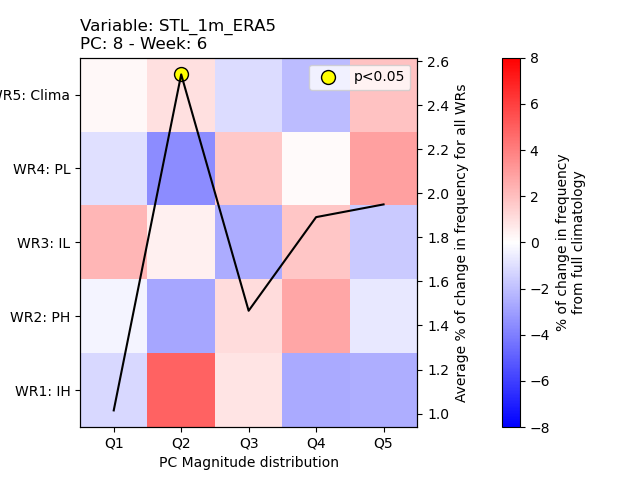 Variable: STL_1m_ERA5
PC: 8 - Week: 6
WR5: Clima
WR4: PL
WR3: IL
WR2: PH
WR1: IH
Q1 Q2 Q3 Q4 Q5
PC Magnitude distribution
p<0.05
2.6
2.4
2.2
2.0
1.8
1.6
1.4
1.2
1.0
Average % of change in frequency for all WRs
8
6
4
2
0
−2
−4
−6
−8
% of change in frequency
from full climatology